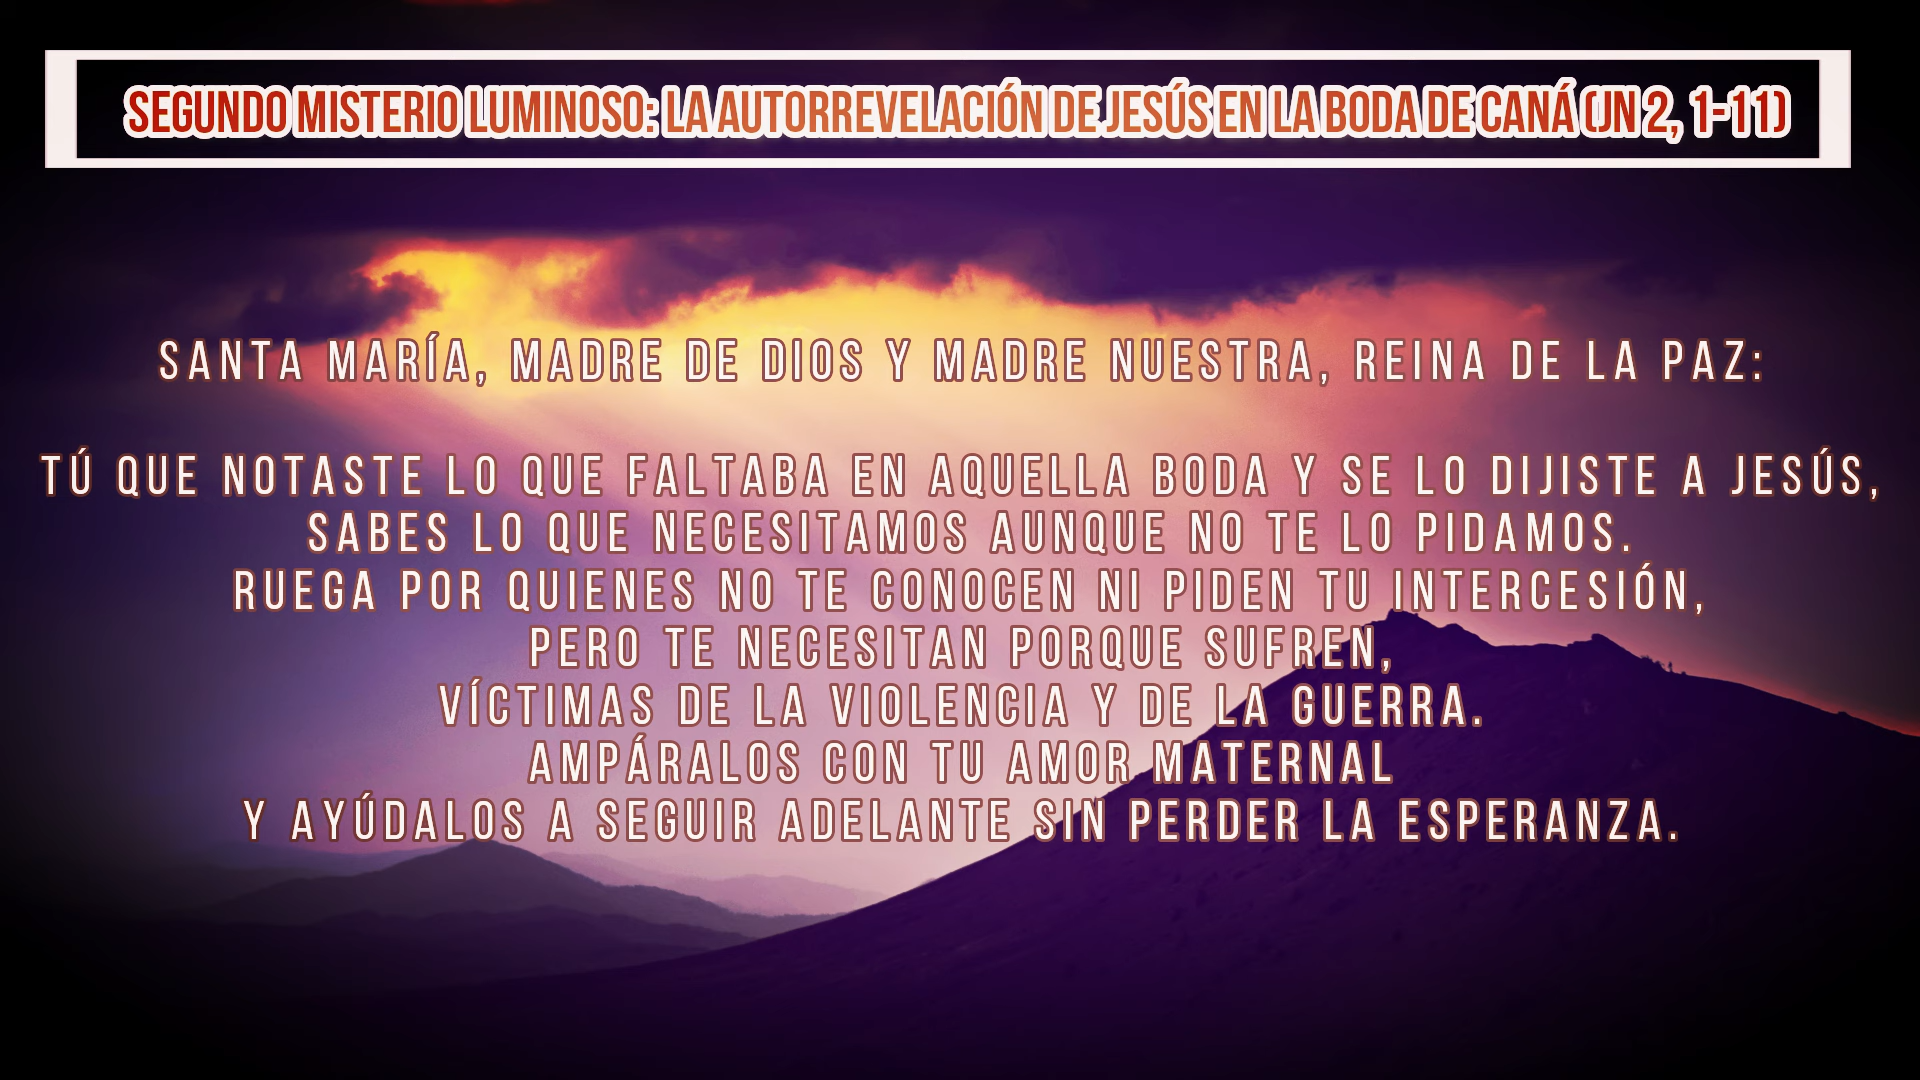 SEGUNDO MISTERIO LUMINOSO: LA AUTORREVELACIÓN DE JESÚS EN LA BODA DE CANÁ (JN 2, 1-11)
SANTA MARÍA, MADRE DE DIOS Y MADRE NUESTRA, REINA DE LA PAZ:
TÚ QUE NOTASTE LO QUE FALTABA EN AQUELLA BODA Y SE LO DIJISTE A JESÚS,
SABES LO QUE NECESITAMOS AUNQUE NO TE LO PIDAMOS.
RUEGA POR QUIENES NO TE CONOCEN NI PIDEN TU INTERCESIÓN,
PERO TE NECESITAN PORQUE SUFREN,
VÍCTIMAS DE LA VIOLENCIA Y DE LA GUERRA.
AMPÁRALOS CON TU AMOR MATERNAL
Y AYÚDALOS A SEGUIR ADELANTE SIN PERDER LA ESPERANZA.